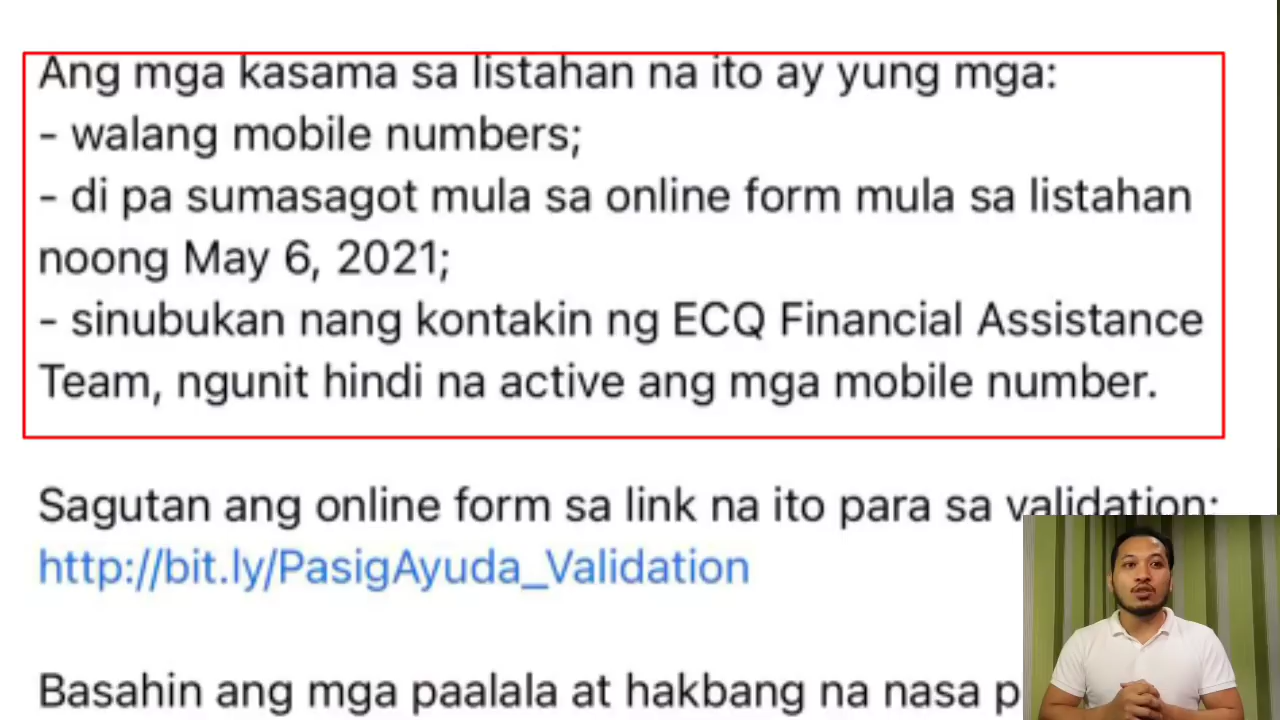 Ang mga kasama sa listahan na ito ay yung mga:
- walang mobile numbers;
- di pa sumasagot mula sa online form mula sa listahan
noong May 6, 2021;
- sinubukan nang kontakin ng ECQ Financial Assistance
Team, ngunit hindi na active ang mga mobile number.
Sagutan ang online form sa link na ito para sa validation:
http://bit.ly/PasigAyuda_Validation
Basahin ang mga paalala at hakbang na nasa